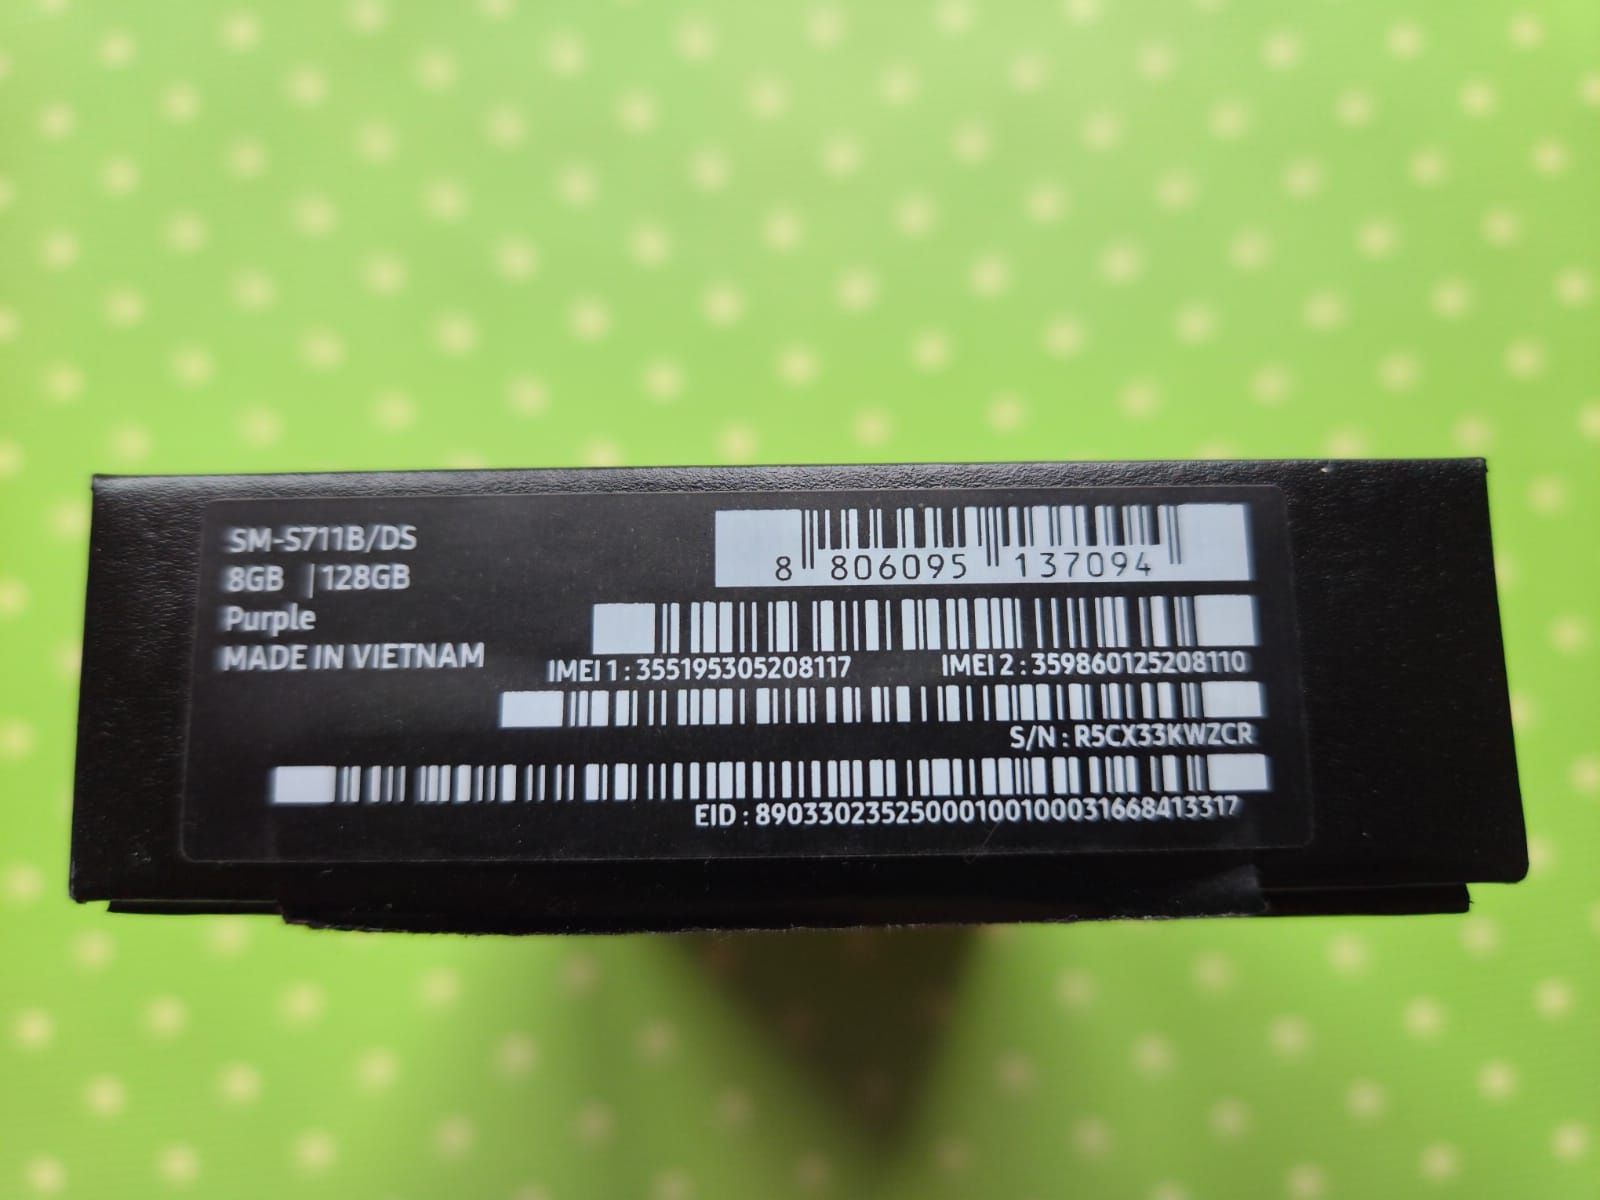 SM-S711B/DS
8GB | 128GB
Purple
MADE IN VIETNAM
8 806095 137094
IMEI 1 : 355195305208117 IMEI 2 : 359860125208110
S/N : R5CX33KWZCR
EID : 89033023525000100100031668413317